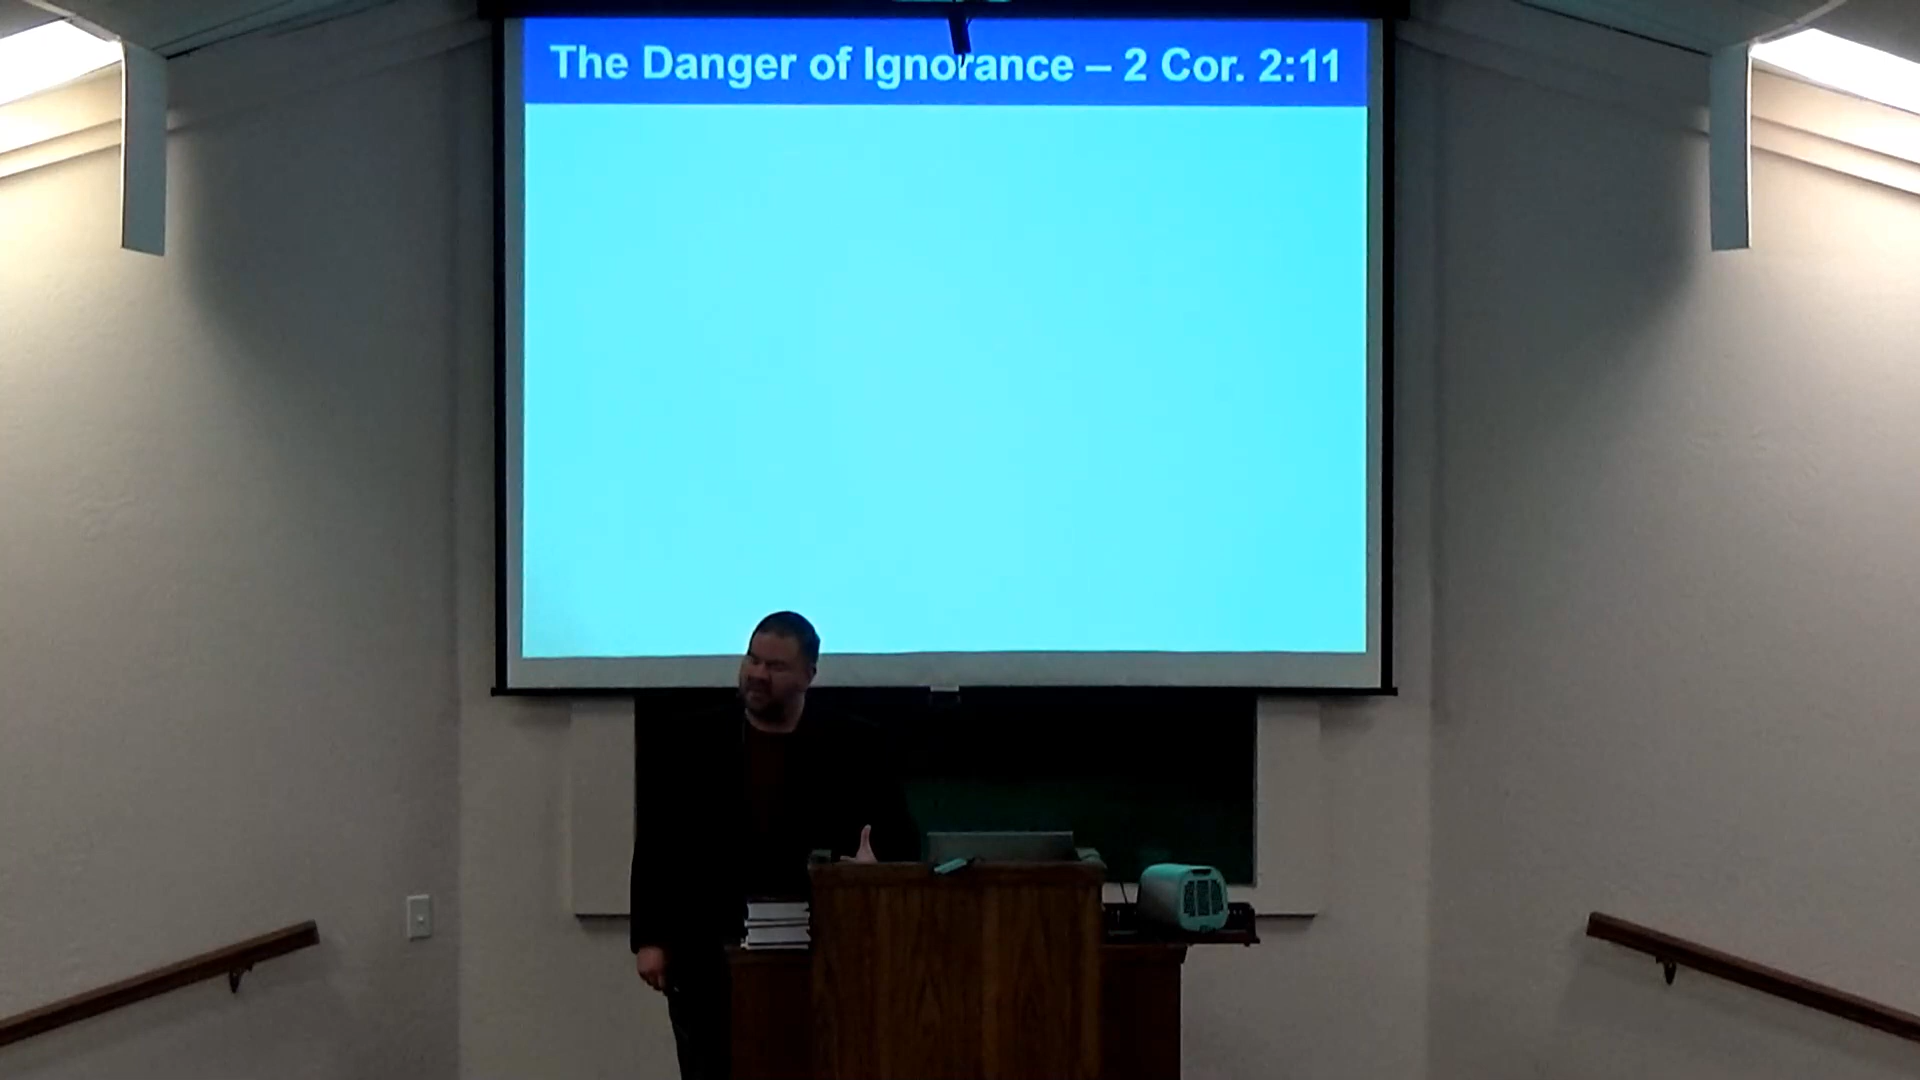 The Danger of Ignorance – 2 Cor. 2:11